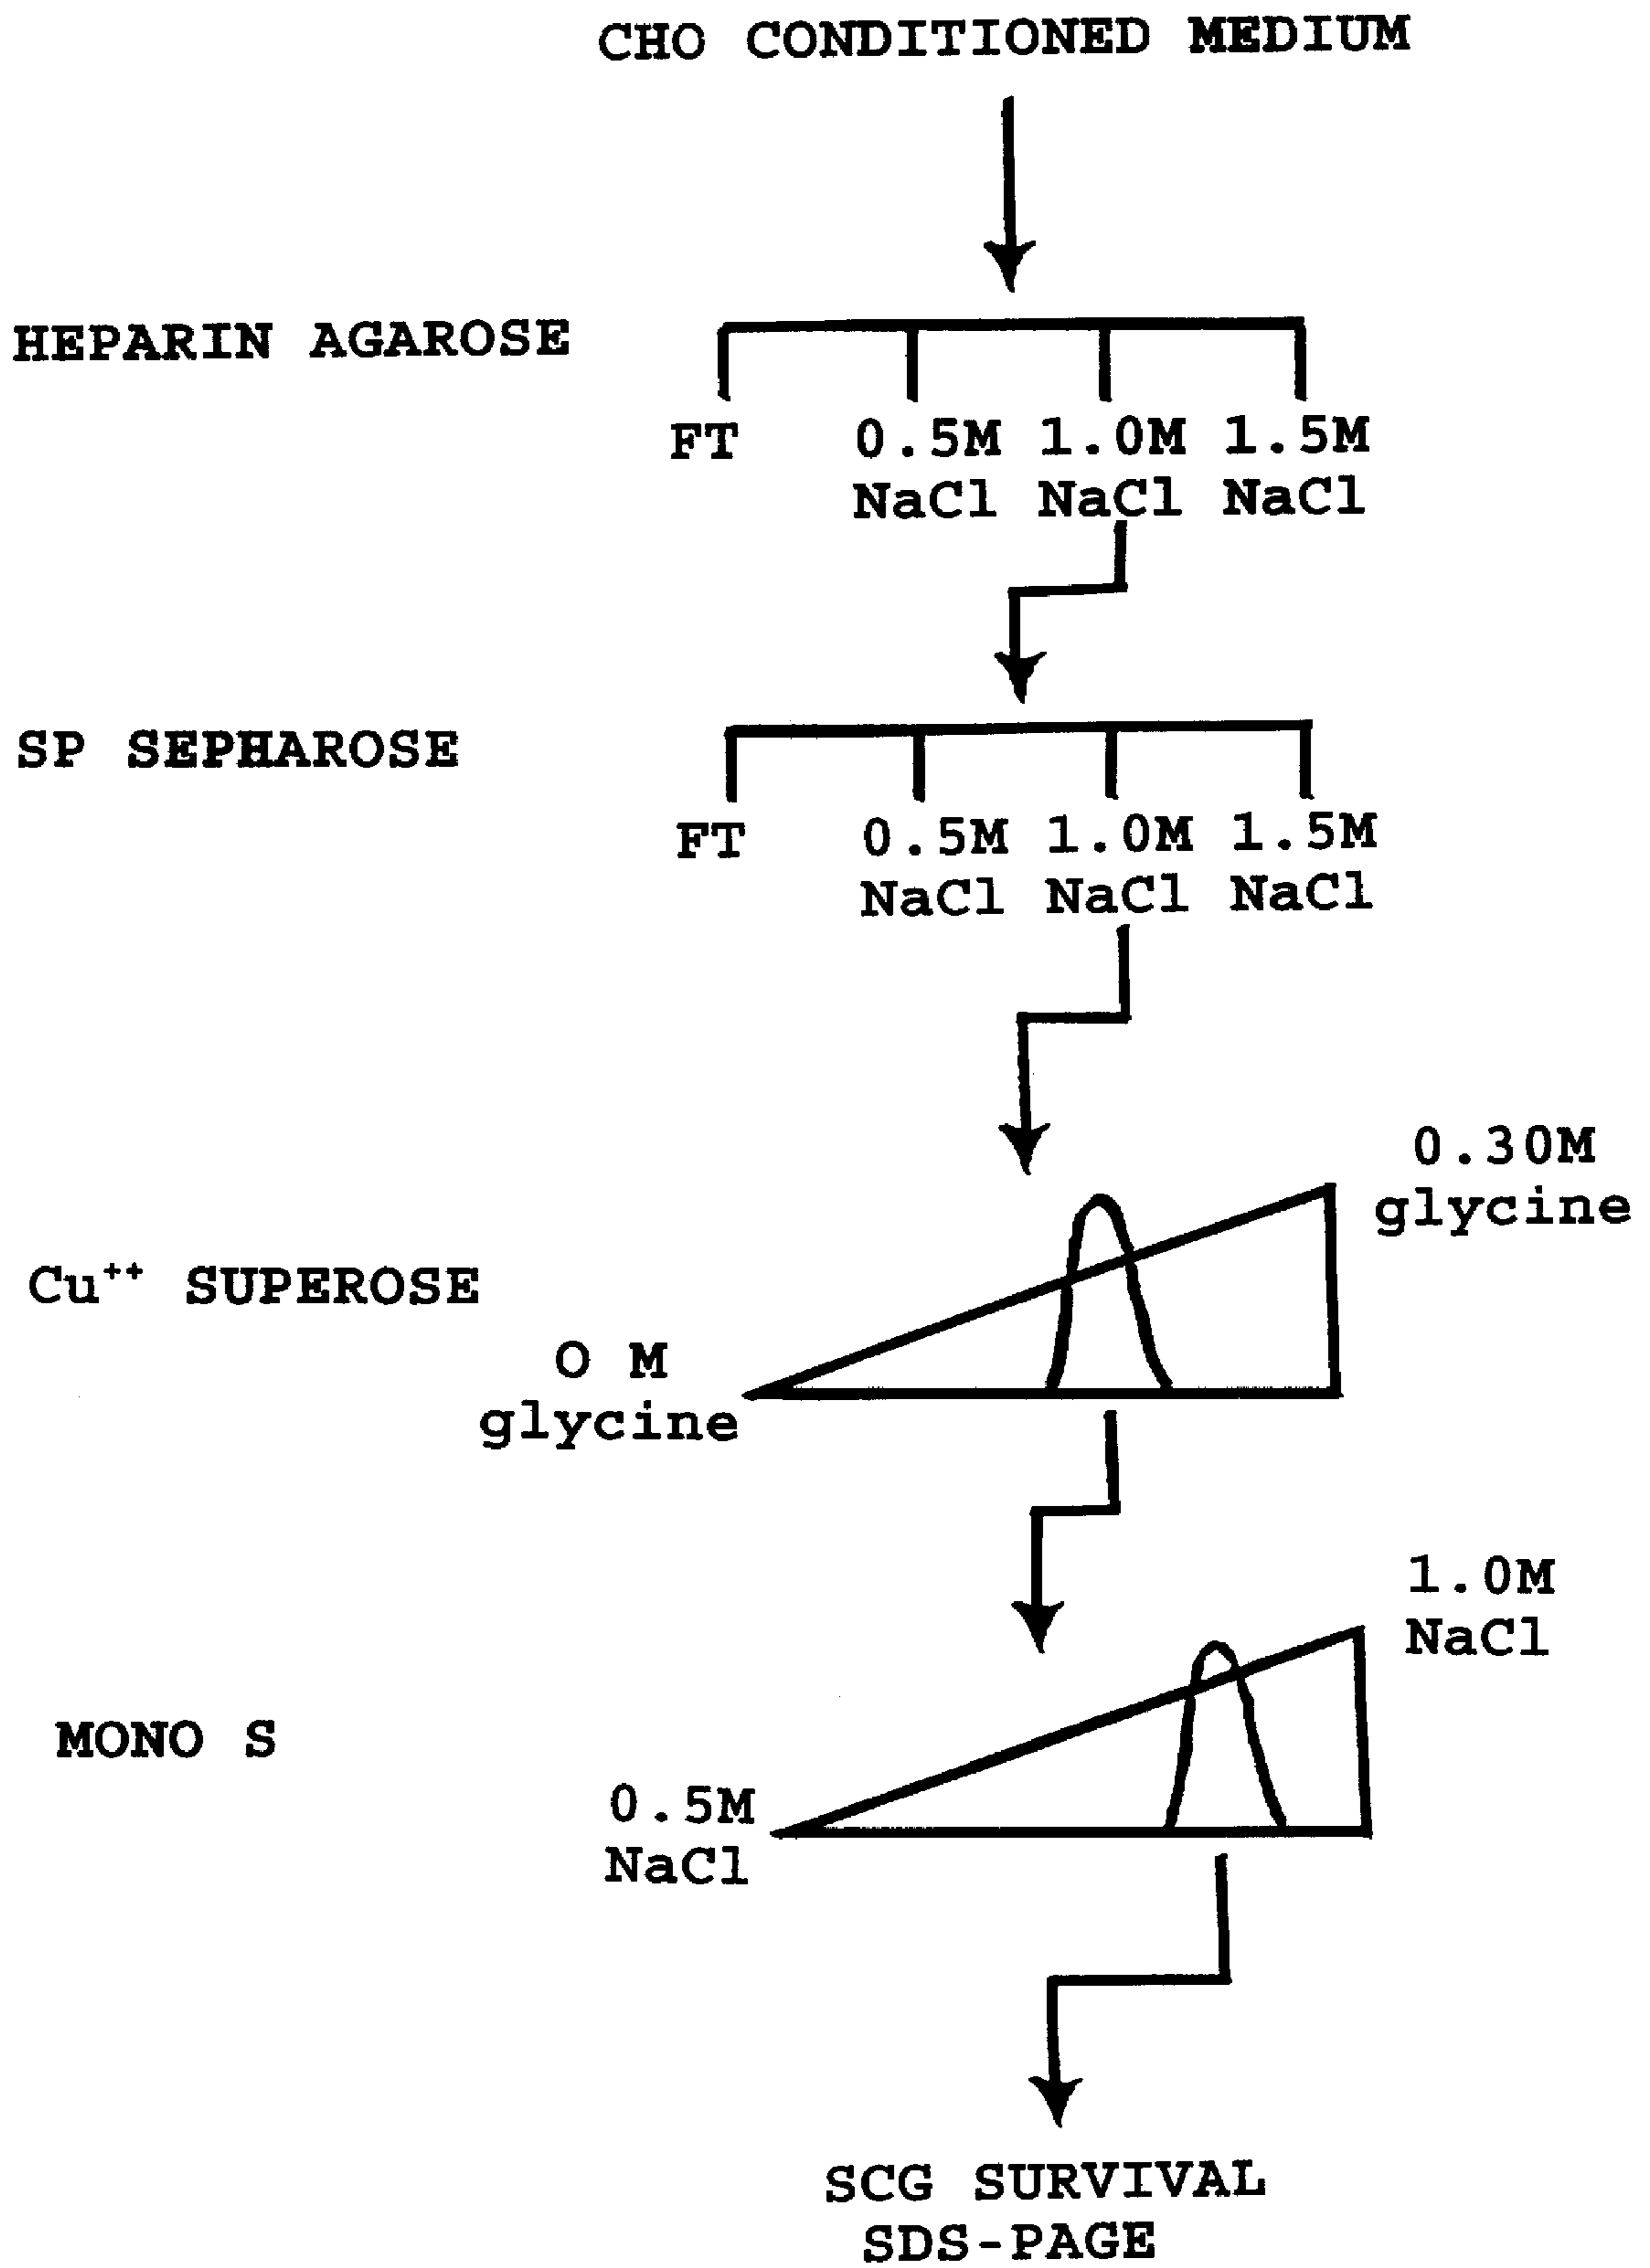 CHO CONDITIONED MEDIUM
HEPARIN AGAROSE
FT 0.5M 1.0M 1.5M
NaCl NaCl NaCl
SP SEPHAROSE
FT 0.5M 1.0M 1.5M
NaCl NaCl NaCl
0.30M
glycine
Cu++ SUPEROSE
O M
glycine
1.0M
NaCl
MONO S
0.5M
NaCl
SCG SURVIVAL
SDS-PAGE